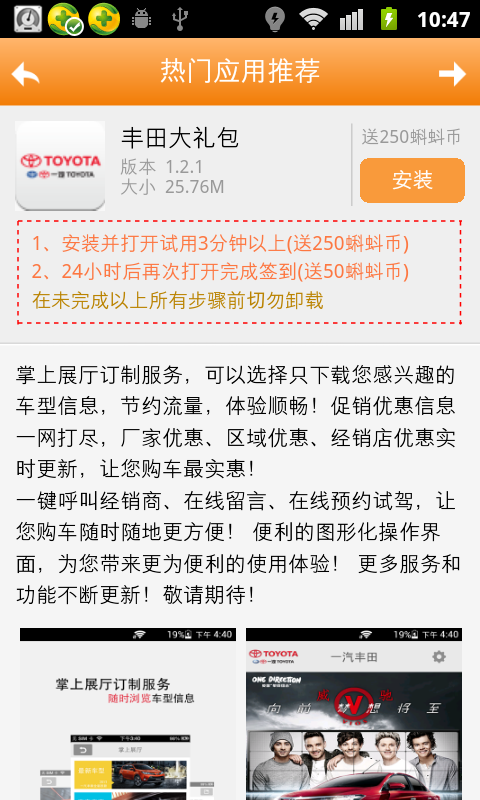 10:47
热门应用推荐
TOYOTA
一汽TOYOTA
丰田大礼包
版本 1.2.1
大小 25.76M
送250蝌蚪币
安装
1、安装并打开试用3分钟以上(送250蝌蚪币)
2、24小时后再次打开完成签到(送50蝌蚪币)
在未完成以上所有步骤前切勿卸载
掌上展厅订制服务，可以选择只下载您感兴趣的
车型信息，节约流量，体验顺畅！促销优惠信息
一网打尽，厂家优惠、区域优惠、经销店优惠实
时更新，让您购车最实惠！
一键呼叫经销商、在线留言、在线预约试驾，让
您购车随时随地更方便！ 便利的图形化操作界
面，为您带来更为便利的使用体验！ 更多服务和
功能不断更新！敬请期待！
19% 下午 4:40
掌上展厅订制服务
随时浏览车型信息
掌上展厅
19% 下午 4:40
TOYOTA
一汽TOYOTA
一汽丰田
ONE DIRECTION
向前 梦想将至